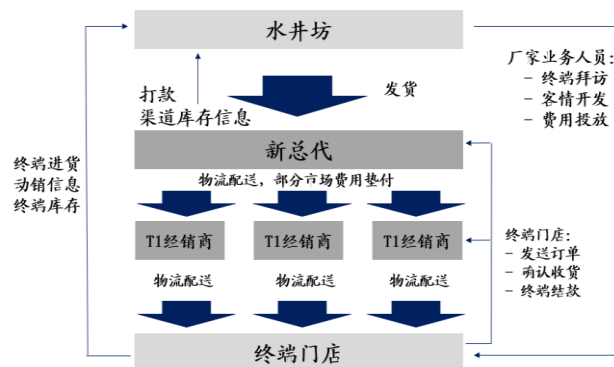 水井坊
厂家业务人员:
- 终端拜访
- 客情开发
- 费用投放
打款
渠道库存信息
发货
新总代
物流配送，部分市场费用垫付
终端进货
动销信息
终端库存
T1经销商
T1经销商
T1经销商
终端门店:
- 发送订单
- 确认收货
- 终端结款
物流配送
物流配送
物流配送
终端门店